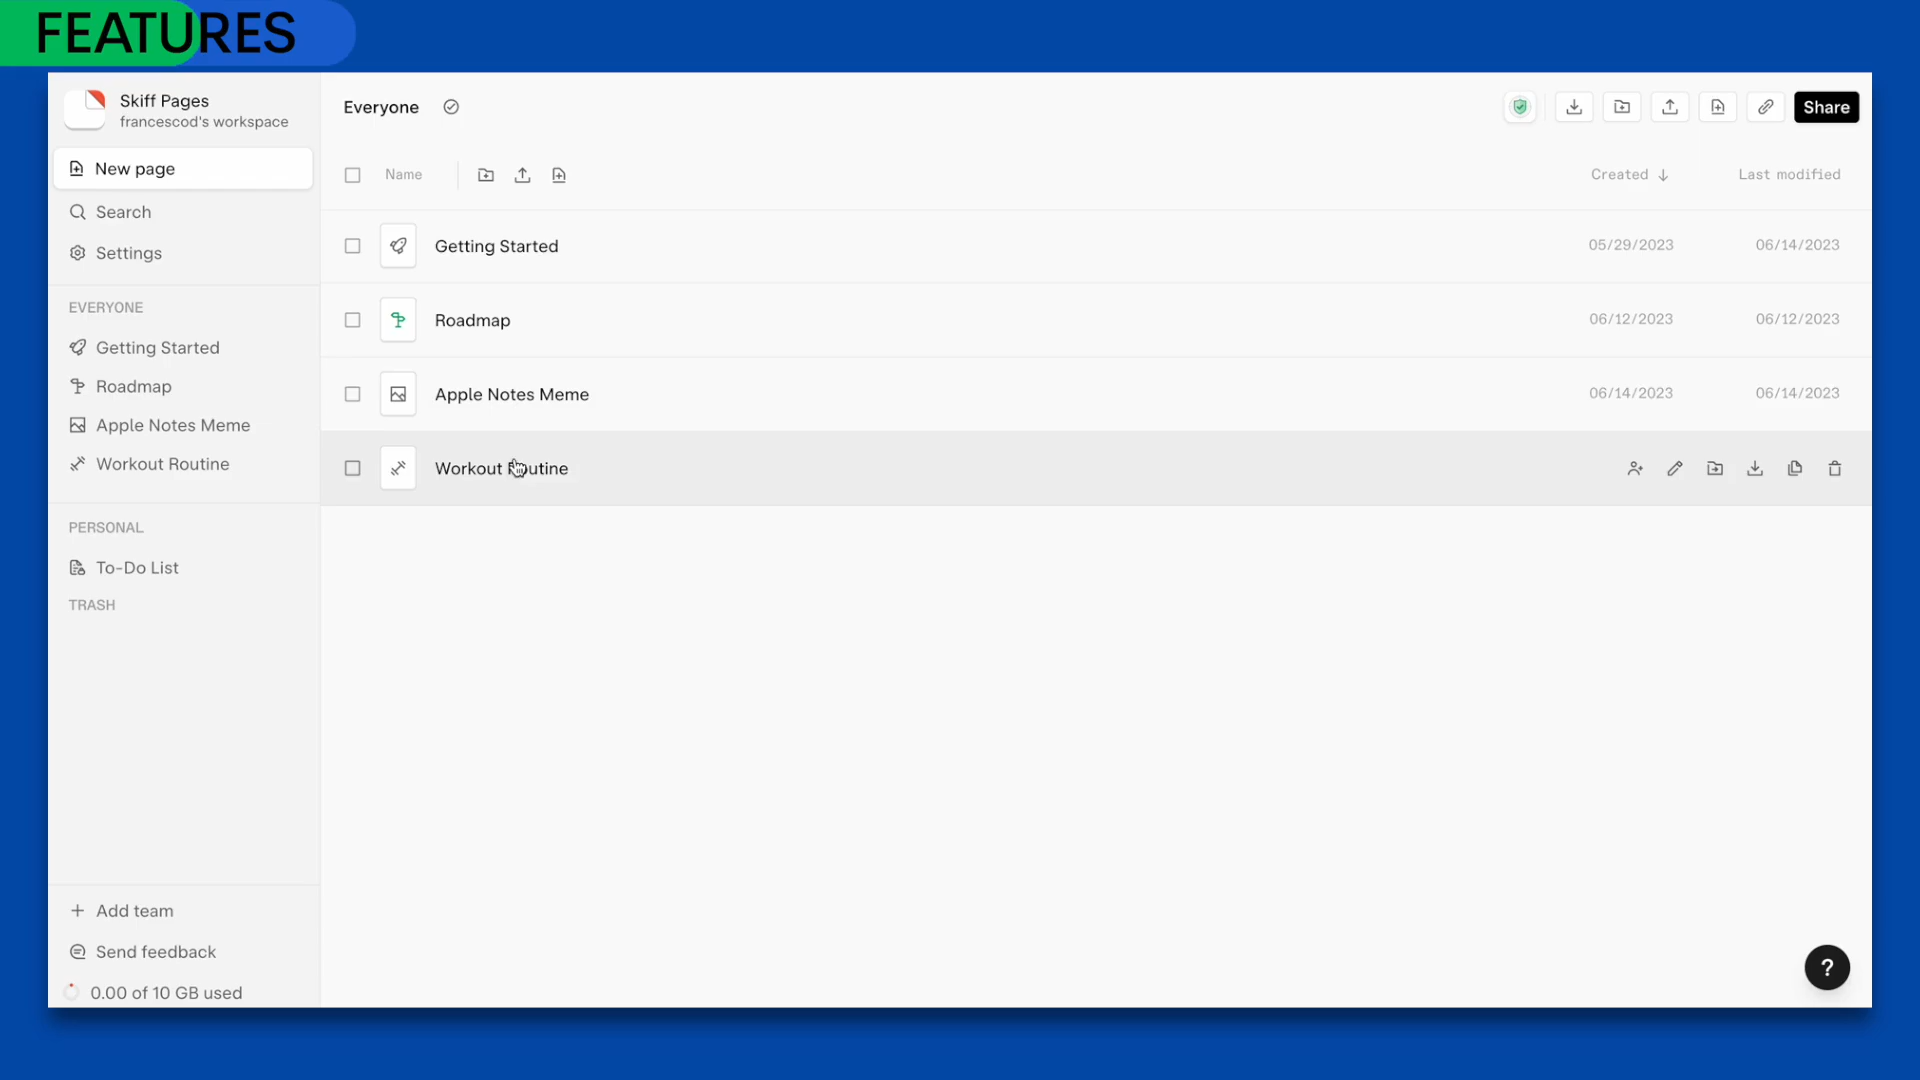 FEATURES
Skiff Pages
francescod's workspace
New page
Search
Settings
EVERYONE
Getting Started
Roadmap
Apple Notes Meme
Workout Routine
PERSONAL
To-Do List
TRASH
Add team
Send feedback
0.00 of 10 GB used
Everyone
Share
Name
Created ↓
Last modified
Getting Started
05/29/2023
06/14/2023
Roadmap
06/12/2023
06/12/2023
Apple Notes Meme
06/14/2023
06/14/2023
Workout Routine
?